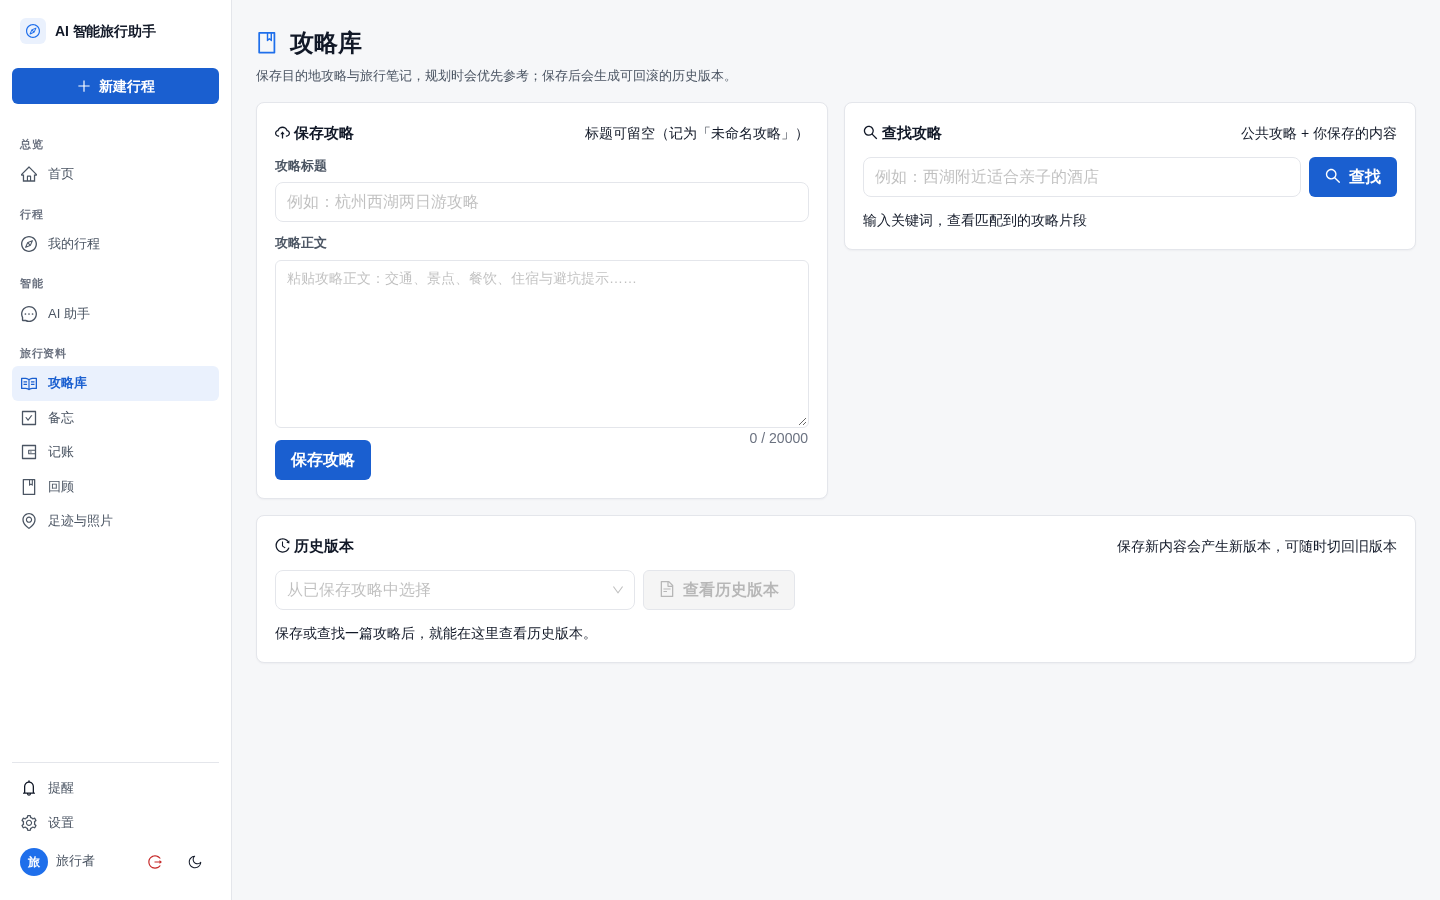 AI 智能旅行助手
新建行程
总览
首页
行程
我的行程
智能
AI 助手
旅行资料
攻略库
备忘
记账
回顾
足迹与照片
提醒
设置
旅
旅行者
攻略库
保存目的地攻略与旅行笔记，规划时会优先参考；保存后会生成可回滚的历史版本。
保存攻略
标题可留空（记为「未命名攻略」）
攻略标题
例如：杭州西湖两日游攻略
攻略正文
粘贴攻略正文：交通、景点、餐饮、住宿与避坑提示……
0 / 20000
保存攻略
查找攻略
公共攻略 + 你保存的内容
例如：西湖附近适合亲子的酒店
查找
输入关键词，查看匹配到的攻略片段
历史版本
保存新内容会产生新版本，可随时切回旧版本
从已保存攻略中选择
查看历史版本
保存或查找一篇攻略后，就能在这里查看历史版本。